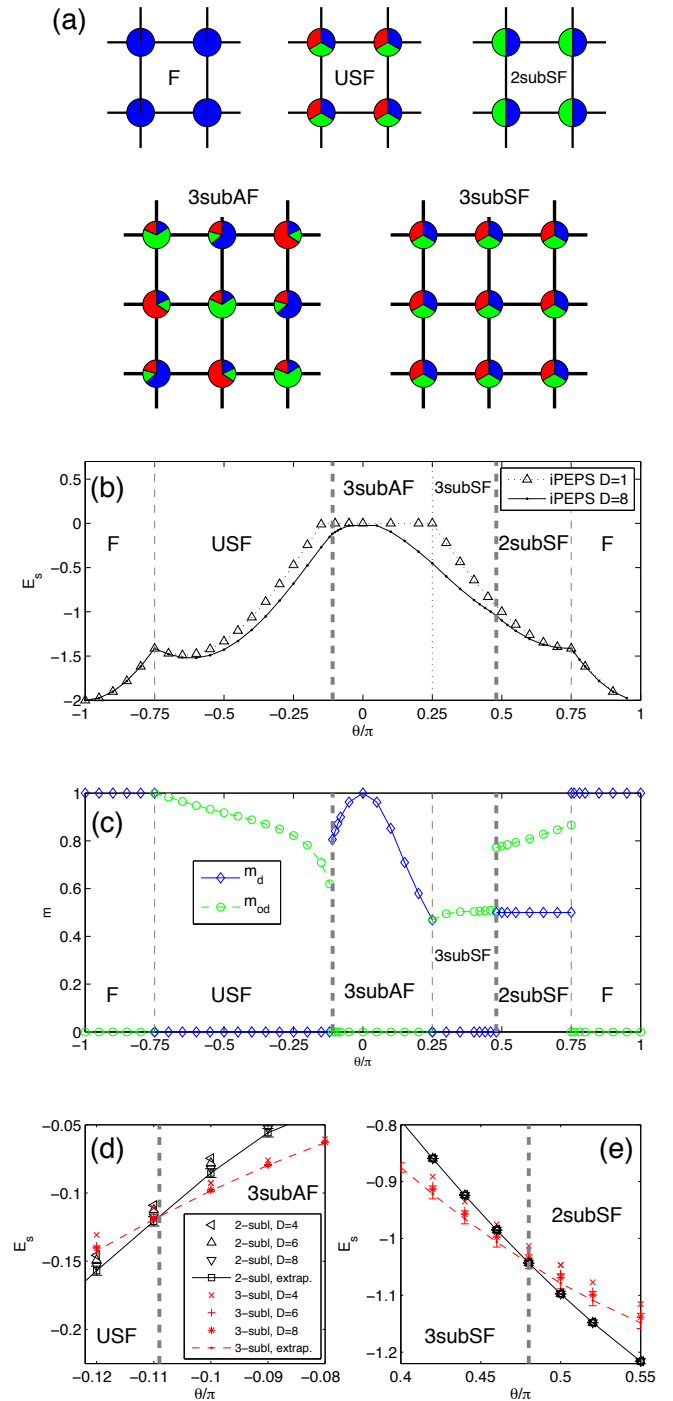 (a)
F
USF
2subSF
3subAF
3subSF
(b)
3subAF
3subSF
iPEPS D=1
iPEPS D=8
F
USF
2subSF
F
E_s
0.5
0
−0.5
−1
−1.5
−2
−1 −0.75 −0.5 −0.25 0 0.25 0.5 0.75 1
θ/π
(c)
m_d
m_od
3subSF
F
USF
3subAF
2subSF
F
m
1
0.8
0.6
0.4
0.2
0
−1 −0.75 −0.5 −0.25 0 0.25 0.5 0.75 1
θ/π
(d)
3subAF
2−subl, D=4
2−subl, D=6
2−subl, D=8
2−subl, extrap.
3−subl, D=4
3−subl, D=6
3−subl, D=8
3−subl, extrap.
USF
E_s
−0.05
−0.1
−0.15
−0.2
−0.12 −0.11 −0.1 −0.09 −0.08
θ/π
(e)
2subSF
3subSF
E_s
−0.8
−0.9
−1
−1.1
−1.2
0.4 0.45 0.5 0.55
θ/π